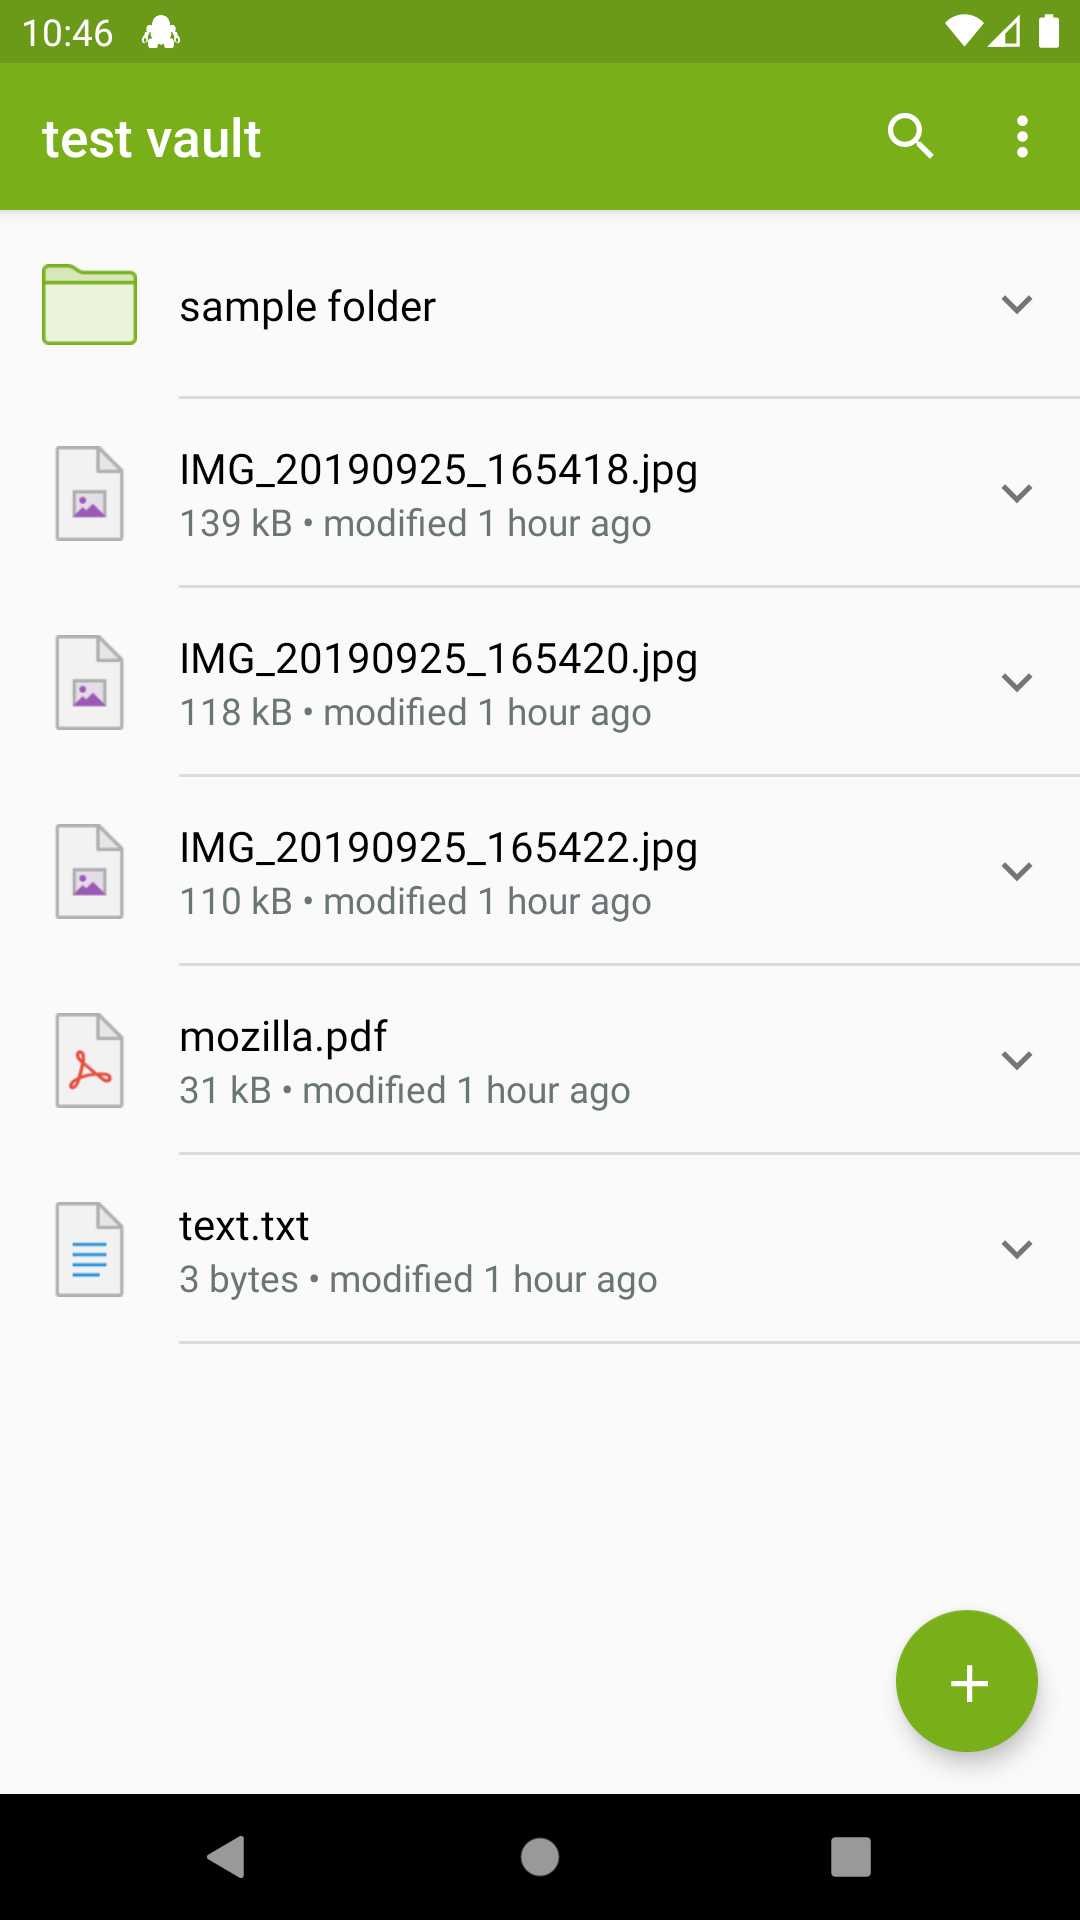 10:46
test vault
sample folder
IMG_20190925_165418.jpg
139 kB • modified 1 hour ago
IMG_20190925_165420.jpg
118 kB • modified 1 hour ago
IMG_20190925_165422.jpg
110 kB • modified 1 hour ago
mozilla.pdf
31 kB • modified 1 hour ago
text.txt
3 bytes • modified 1 hour ago